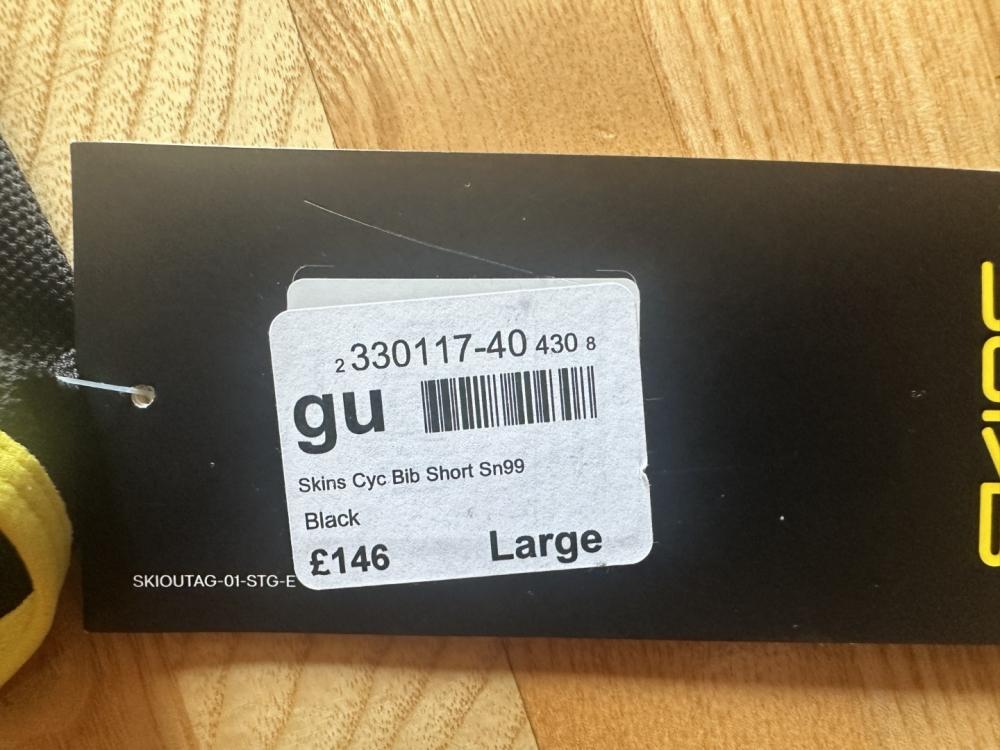 2 330117-40 430 8
gu
Skins Cyc Bib Short Sn99
Black
£146 Large
SKIOUTAG-01-STG-E